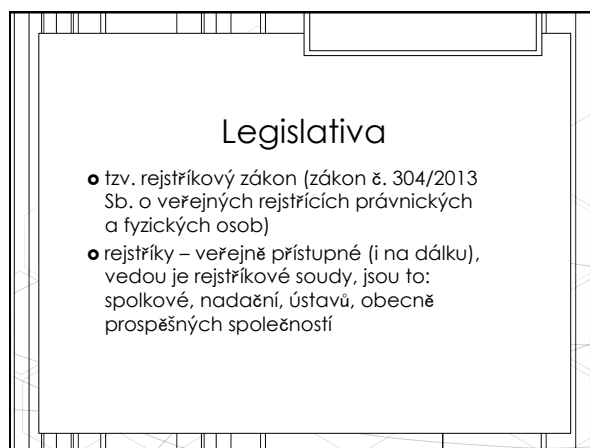 Legislativa
tzv. rejstříkový zákon (zákon č. 304/2013
Sb. o veřejných rejstřících právnických
a fyzických osob)
rejstříky – veřejně přístupné (i na dálku),
vedou je rejstříkové soudy, jsou to:
spolkové, nadační, ústavů, obecně
prospěšných společností